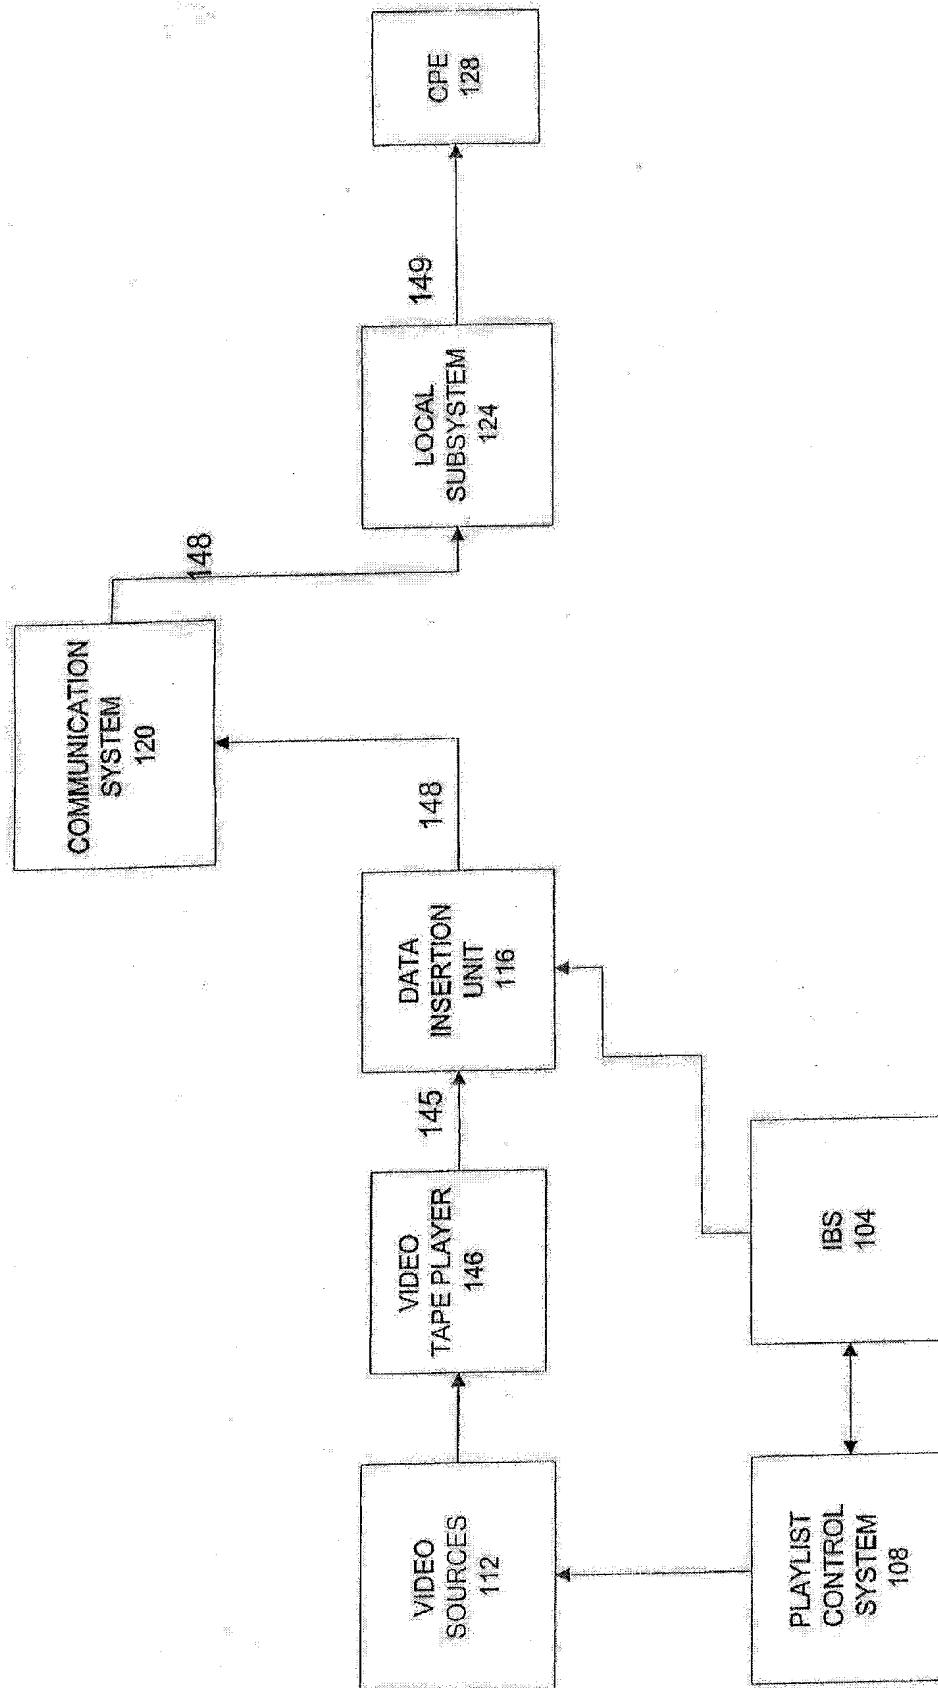 COMMUNICATION
SYSTEM
120
148
148
VIDEO
SOURCES
112
VIDEO
TAPE PLAYER
146
145
DATA
INSERTION
UNIT
116
LOCAL
SUBSYSTEM
124
149
CPE
128
PLAYLIST
CONTROL
SYSTEM
108
IBS
104